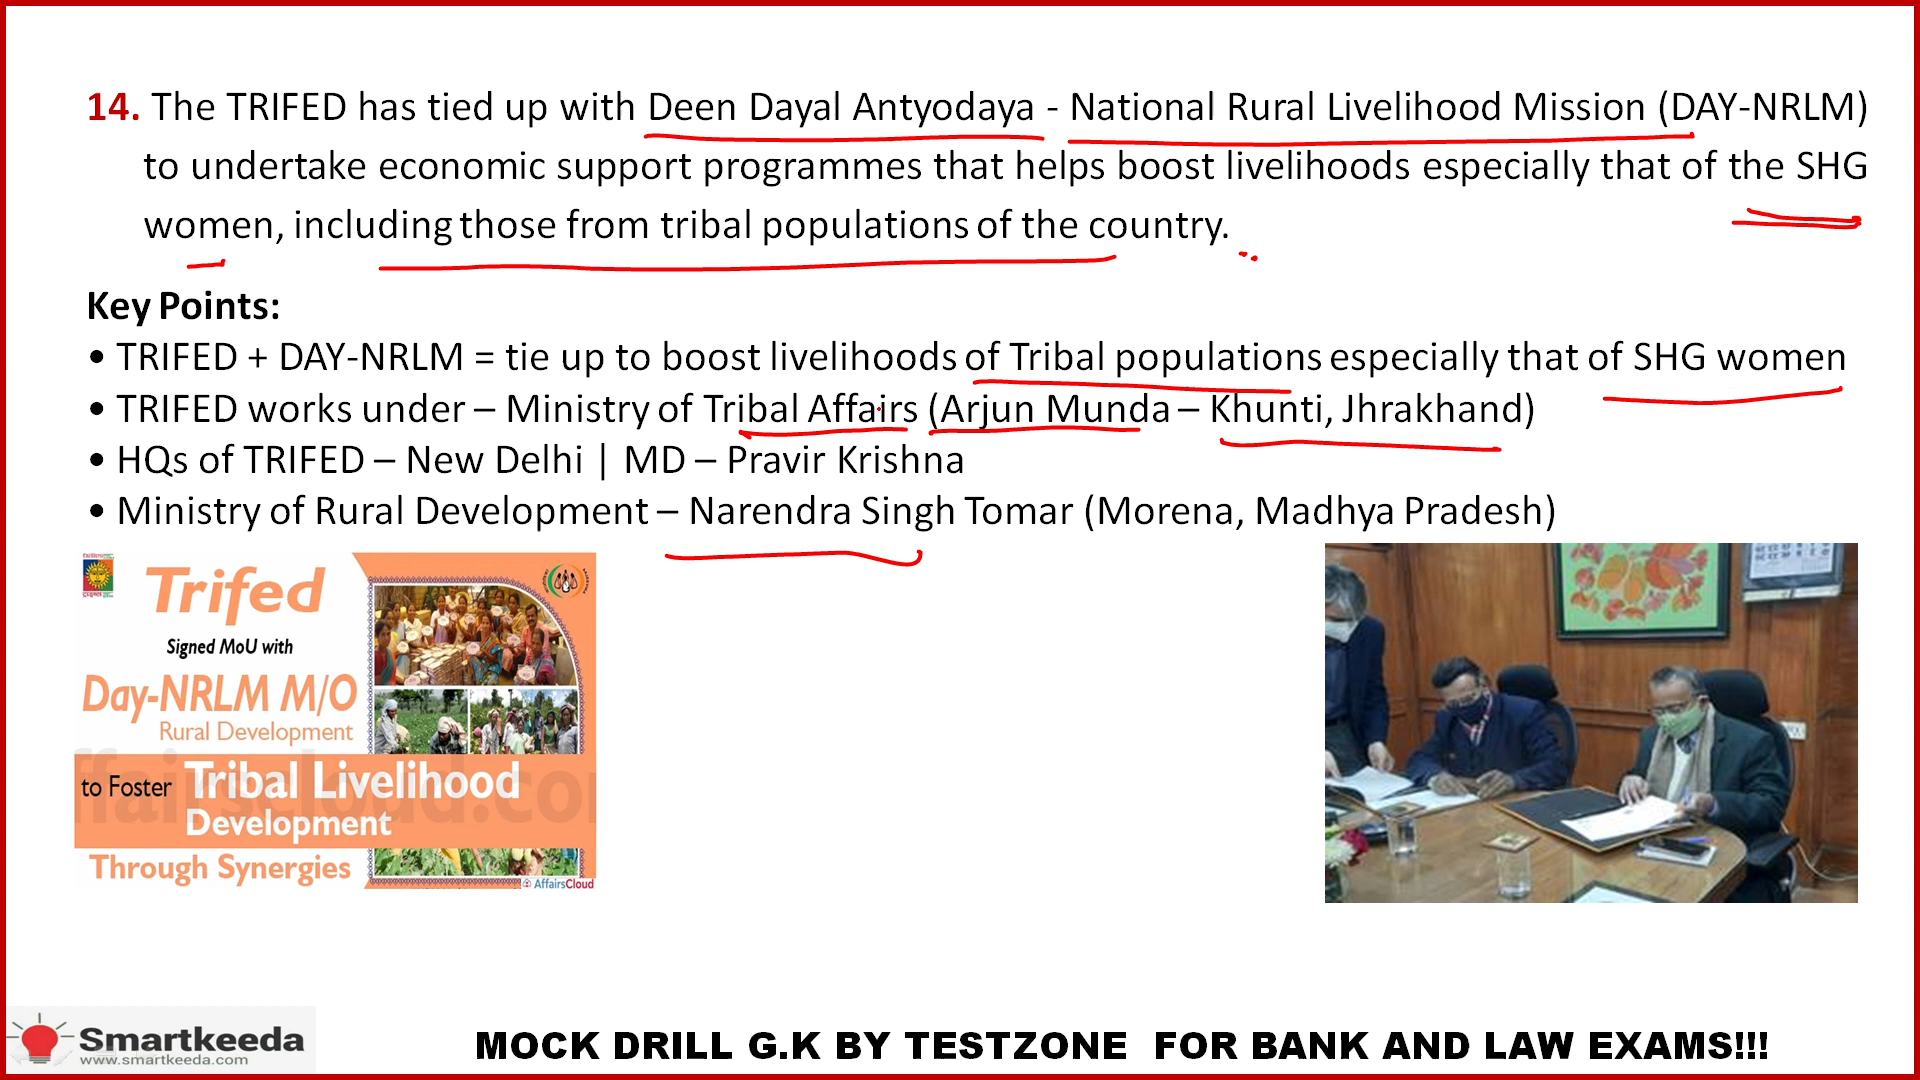 14. The TRIFED has tied up with Deen Dayal Antyodaya - National Rural Livelihood Mission (DAY-NRLM)
to undertake economic support programmes that helps boost livelihoods especially that of the SHG
women, including those from tribal populations of the country.
Key Points:
• TRIFED + DAY-NRLM = tie up to boost livelihoods of Tribal populations especially that of SHG women
• TRIFED works under – Ministry of Tribal Affairs (Arjun Munda – Khunti, Jhrakhand)
• HQs of TRIFED – New Delhi | MD – Pravir Krishna
• Ministry of Rural Development – Narendra Singh Tomar (Morena, Madhya Pradesh)
Trifed
Signed MoU with
Day-NRLM M/O
Rural Development
to Foster Tribal Livelihood
Development
Through Synergies
AffairsCloud
Smartkeeda
www.smartkeeda.com
MOCK DRILL G.K BY TESTZONE FOR BANK AND LAW EXAMS!!!